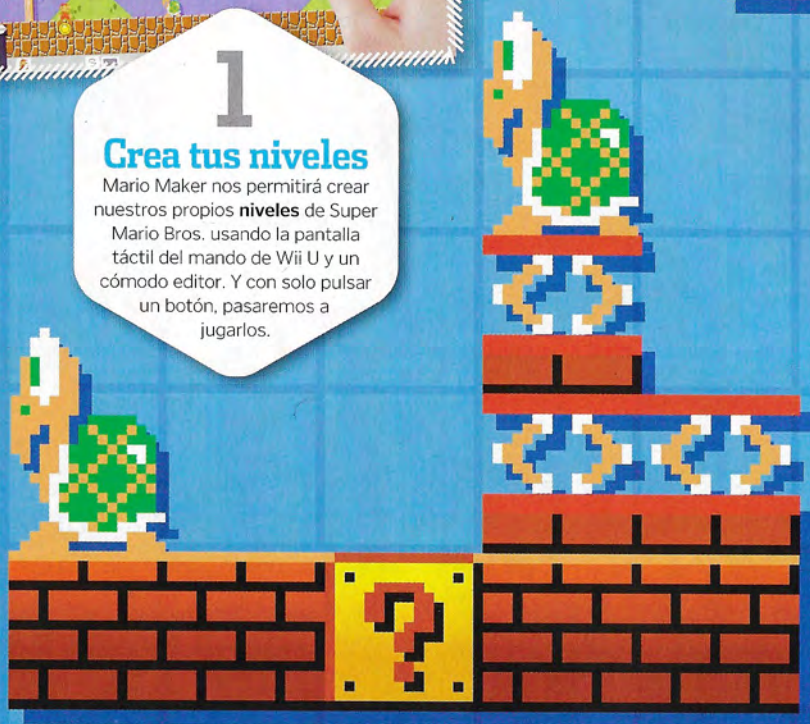 1
Crea tus niveles
Mario Maker nos permitirá crear
nuestros propios niveles de Super
Mario Bros. usando la pantalla
táctil del mando de Wii U y un
cómodo editor. Y con solo pulsar
un botón, pasaremos a
jugarlos.
?